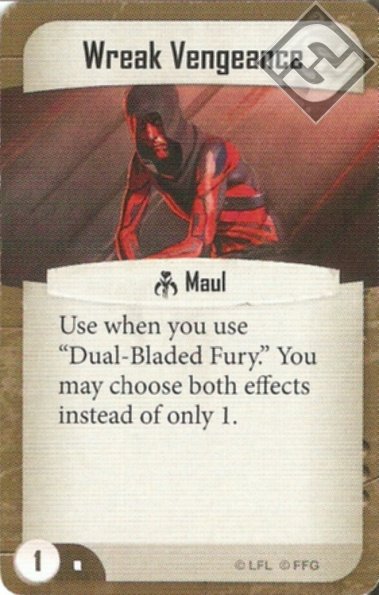 Wreak Vengeance
Maul
Use when you use
“Dual-Bladed Fury.” You
may choose both effects
instead of only 1.
1
© LFL © FFG